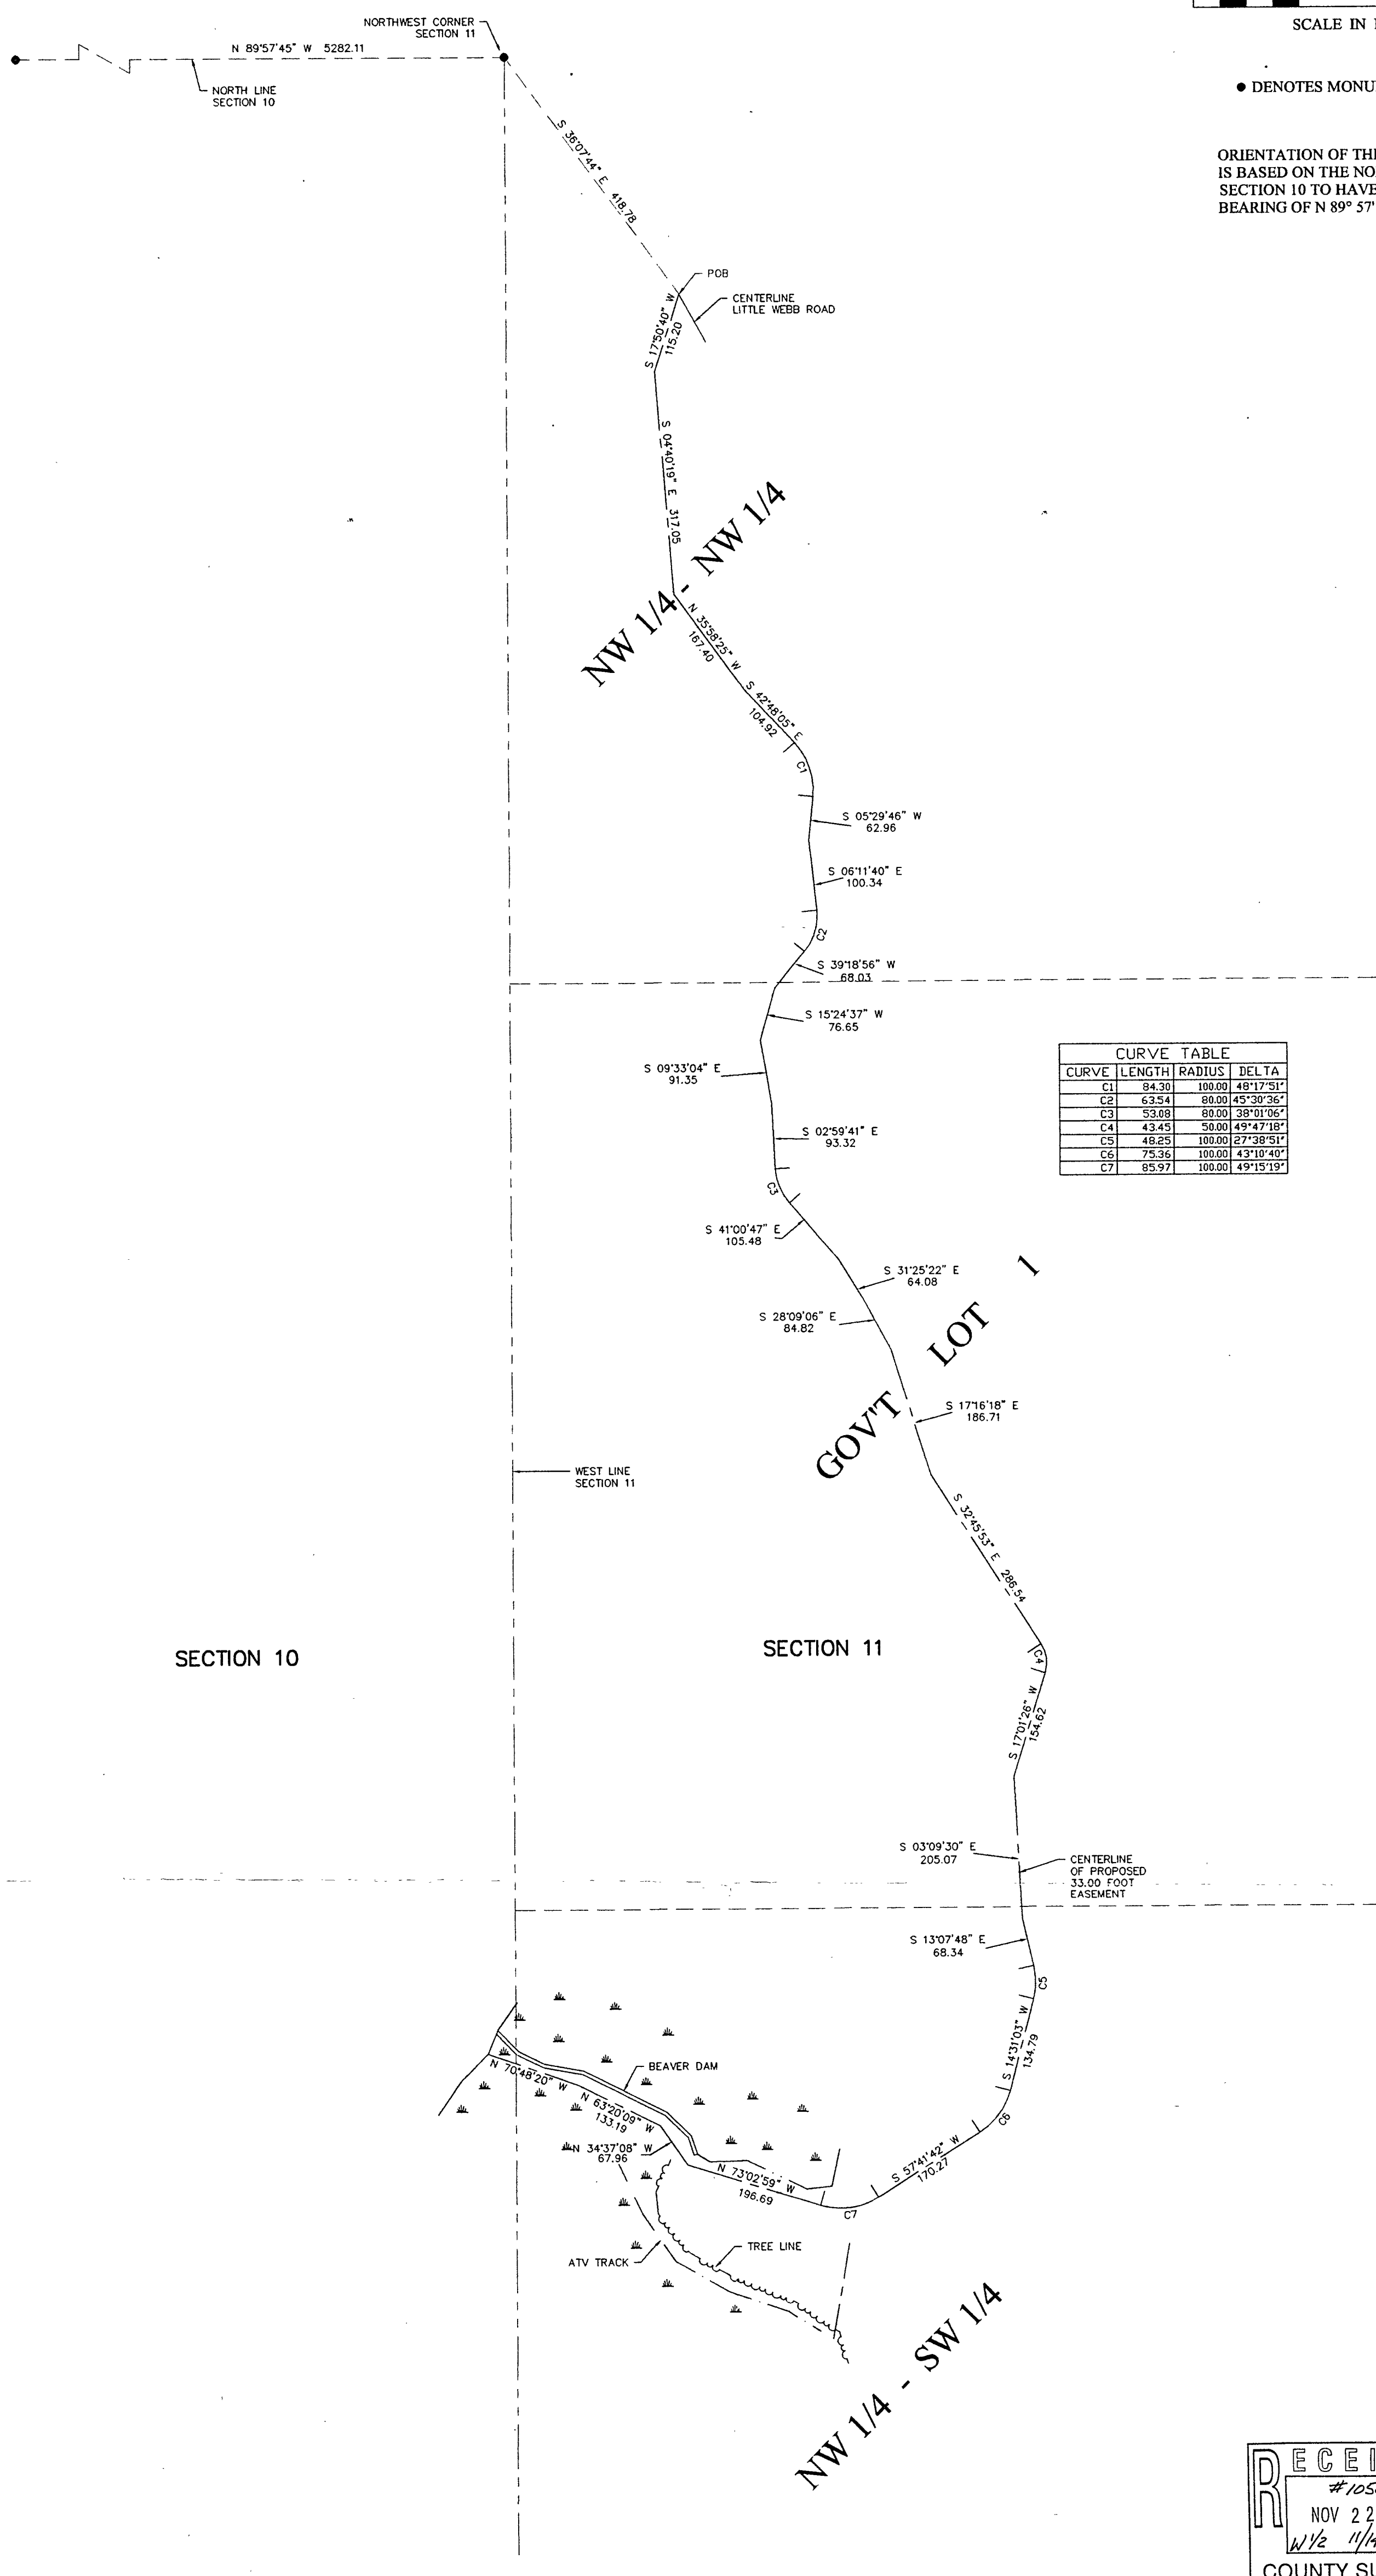 SCALE IN
NORTHWEST CORNER
SECTION 11
N 89°57'45" W 5282.11
NORTH LINE
SECTION 10
● DENOTES
ORIENTATION OF
IS BASED ON THE
SECTION 10 TO HAVE
BEARING OF N 89° 57'
S 36°07'44" E 418.78
POB
CENTERLINE
LITTLE WEBB ROAD
S 17°50'40" W
115.20
S 04°40'19" E 317.05
NW 1/4 - NW 1/4
N 35°58'25" W
167.40
S 42°48'05" E
104.92
C1
S 05°29'46" W
62.96
S 06°11'40" E
100.34
C2
S 39°18'56" W
68.03
S 15°24'37" W
76.65
S 09°33'04" E
91.35
CURVE TABLE
CURVE LENGTH RADIUS DELTA
C1 84.30 100.00 48°17'51"
C2 63.54 80.00 45°30'36"
C3 53.08 80.00 38°01'06"
C4 43.45 50.00 49°47'18"
C5 48.25 100.00 27°38'51"
C6 75.36 100.00 43°10'40"
C7 85.97 100.00 49°15'19"
S 02°59'41" E
93.32
C3
S 41°00'47" E
105.48
S 31°25'22" E
64.08
S 28°09'06" E
84.82
GOV'T LOT 1
S 17°16'18" E
186.71
WEST LINE
SECTION 11
S 32°45'53" E 286.54
SECTION 10
SECTION 11
C4
S 17°01'26" W
154.62
S 03°09'30" E
205.07
CENTERLINE
OF PROPOSED
33.00 FOOT
EASEMENT
S 13°07'48" E
68.34
C5
S 14°31'03" W
134.79
BEAVER DAM
N 70°48'20" W
N 63°20'09" W
133.19
C6
N 34°37'08" W
67.96
S 57°41'42" W
170.27
N 73°02'59" W
196.69
C7
TREE LINE
ATV TRACK
NW 1/4 - SW 1/4
NOV 22
W 1/2
COUNTY